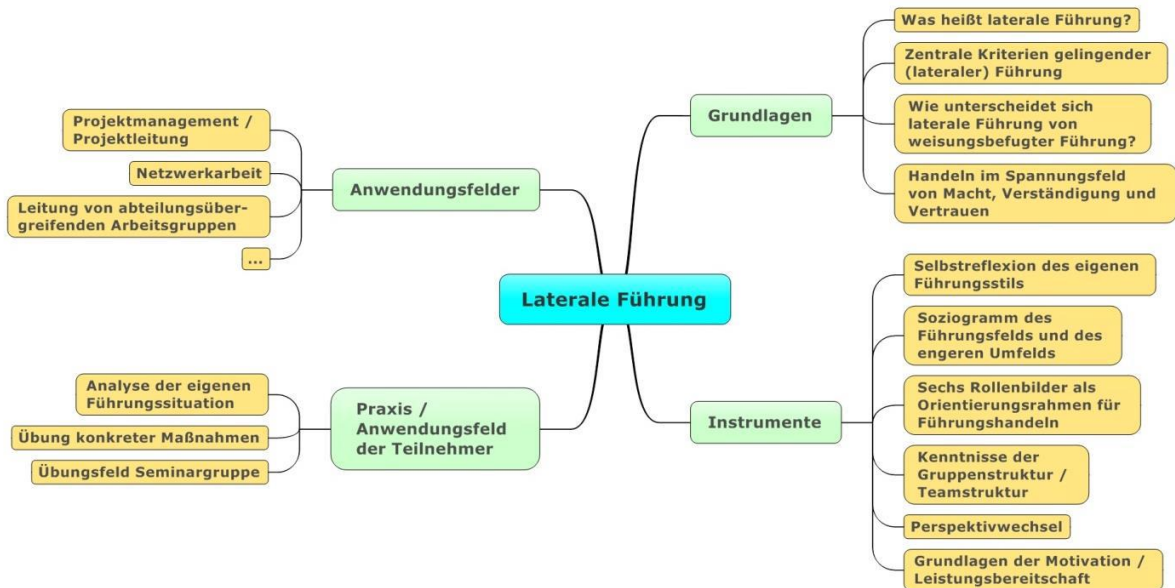 Laterale Führung
Grundlagen
Was heißt laterale Führung?
Zentrale Kriterien gelingender
(lateraler) Führung
Wie unterscheidet sich
laterale Führung von
weisungsbefugter Führung?
Handeln im Spannungsfeld
von Macht, Verständigung und
Vertrauen
Instrumente
Selbstreflexion des eigenen
Führungsstils
Soziogramm des
Führungsfelds und des
engeren Umfelds
Sechs Rollenbilder als
Orientierungsrahmen für
Führungshandeln
Kenntnisse der
Gruppenstruktur /
Teamstruktur
Perspektivwechsel
Grundlagen der Motivation /
Leistungsbereitschaft
Anwendungsfelder
Projektmanagement /
Projektleitung
Netzwerkarbeit
Leitung von abteilungsüber-
greifenden Arbeitsgruppen
...
Praxis /
Anwendungsfeld
der Teilnehmer
Analyse der eigenen
Führungssituation
Übung konkreter Maßnahmen
Übungsfeld Seminargruppe